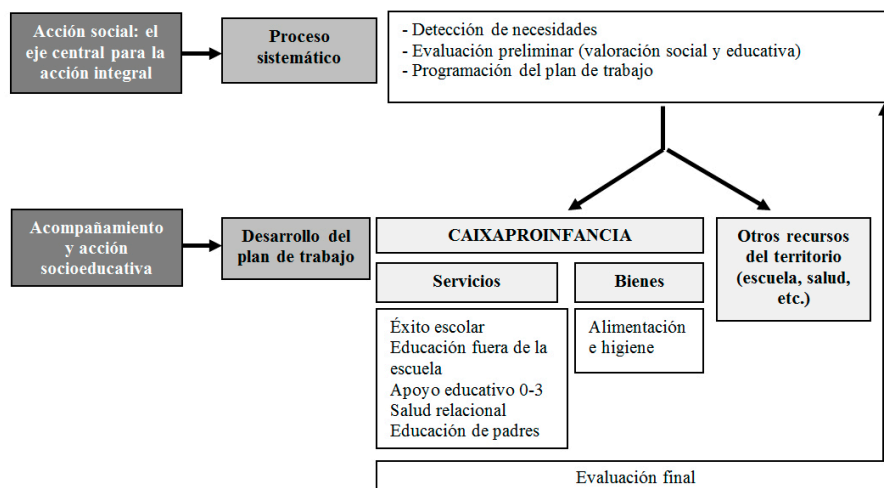 Acción social: el
eje central para la
acción integral
Proceso
sistemático
- Detección de necesidades
- Evaluación preliminar (valoración social y educativa)
- Programación del plan de trabajo
Acompañamiento
y acción
socioeducativa
Desarrollo del
plan de trabajo
CAIXAPROINFANCIA
Servicios
Bienes
Éxito escolar
Educación fuera de la
escuela
Apoyo educativo 0-3
Salud relacional
Educación de padres
Alimentación
e higiene
Otros recursos
del territorio
(escuela, salud,
etc.)
Evaluación final